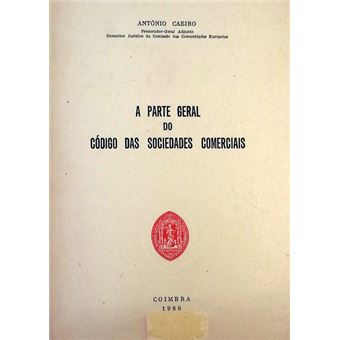 ANTÓNIO CAEIRO
Procurador-Geral Adjunto
Consultor Jurídico da Comissão das Comunidades Europeias
A PARTE GERAL
DO
CÓDIGO DAS SOCIEDADES COMERCIAIS
COIMBRA
1988